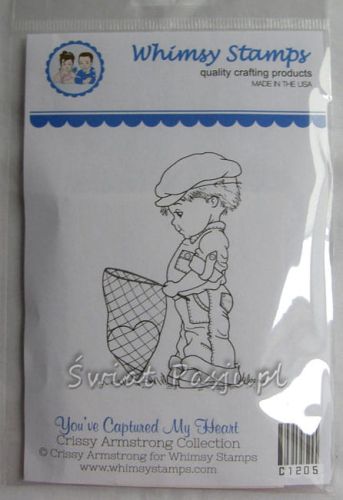 Whimsy Stamps
quality crafting products
MADE IN THE USA
Świat Pasji.pl
You've Captured My Heart
Crissy Armstrong Collection
© Crissy Armstrong for Whimsy Stamps
www.whimsystamps.com
C1205